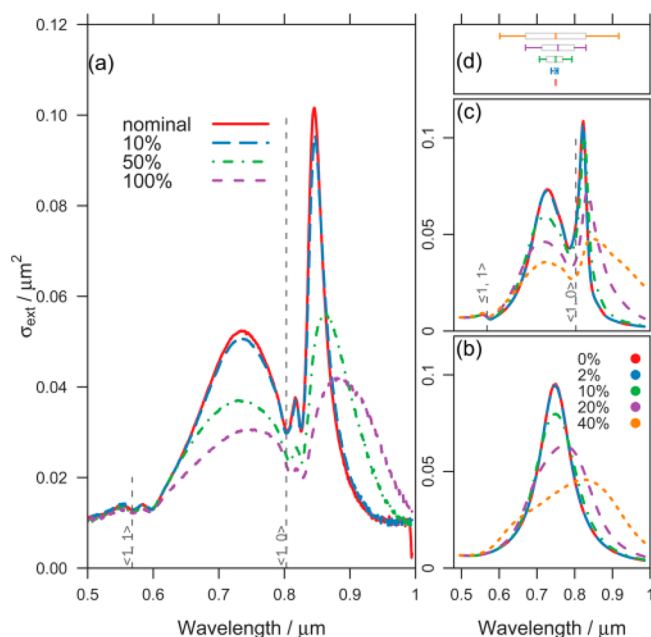 0.12
(a)
0.10
nominal
10%
50%
100%
0.08
σext / μm²
0.06
0.04
0.02
0.00
<1, 1>
<1, 0>
0.5 0.6 0.7 0.8 0.9 1
Wavelength / μm
(d)
(c)
0.1
0.05
0
<1, 1>
<1, 0>
(b)
0%
2%
10%
20%
40%
0.1
0.05
0
0.5 0.6 0.7 0.8 0.9 1
Wavelength / μm